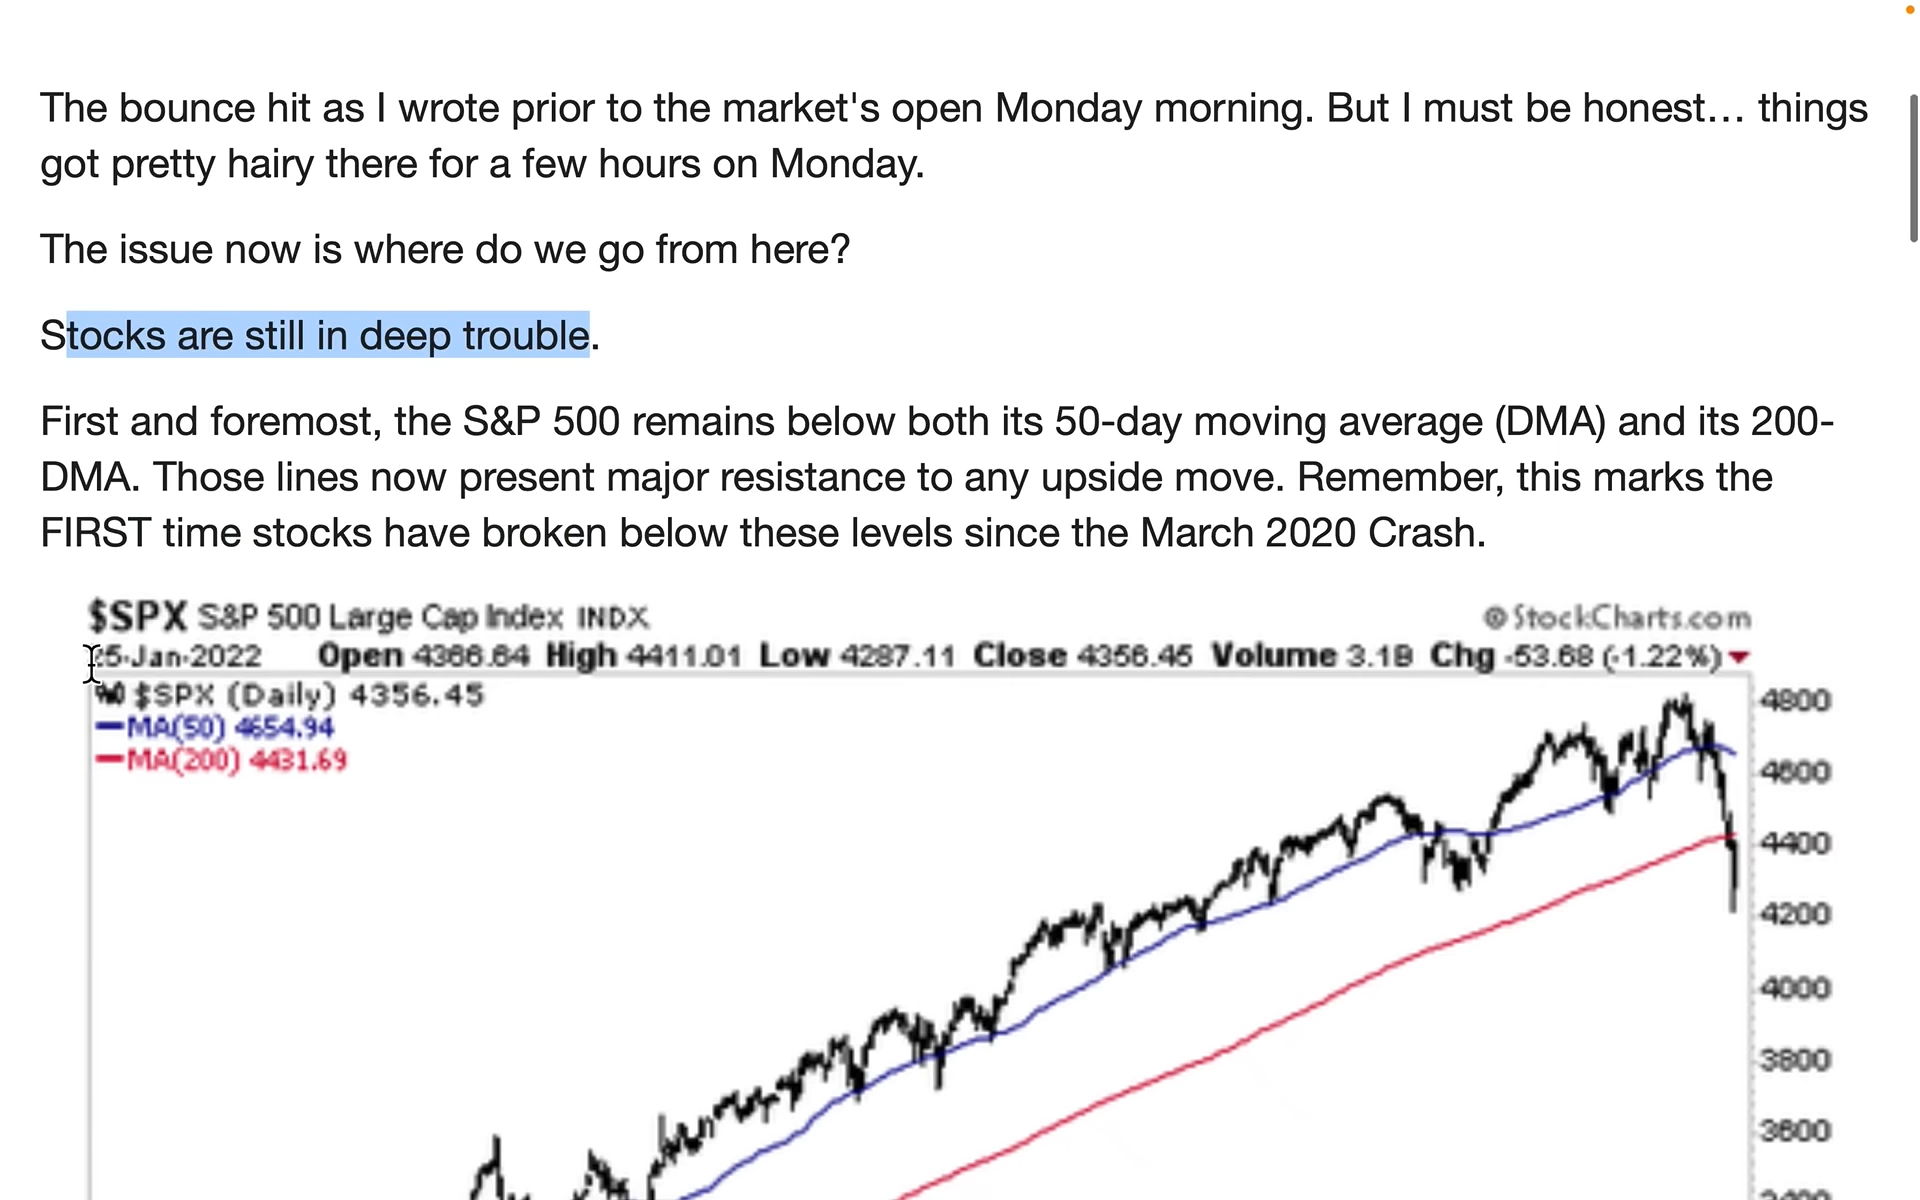 The bounce hit as I wrote prior to the market's open Monday morning. But I must be honest… things
got pretty hairy there for a few hours on Monday.
The issue now is where do we go from here?
Stocks are still in deep trouble.
First and foremost, the S&P 500 remains below both its 50-day moving average (DMA) and its 200-
DMA. Those lines now present major resistance to any upside move. Remember, this marks the
FIRST time stocks have broken below these levels since the March 2020 Crash.
$SPX S&P 500 Large Cap Index INDX © StockCharts.com
25-Jan-2022 Open 4366.64 High 4411.01 Low 4287.11 Close 4356.45 Volume Chg -53.68 (-1.22%)
$SPX (Daily) 4356.45
MA(50) 4654.94
MA(200) 4431.69
4800
4600
4400
4200
4000
3800
3600